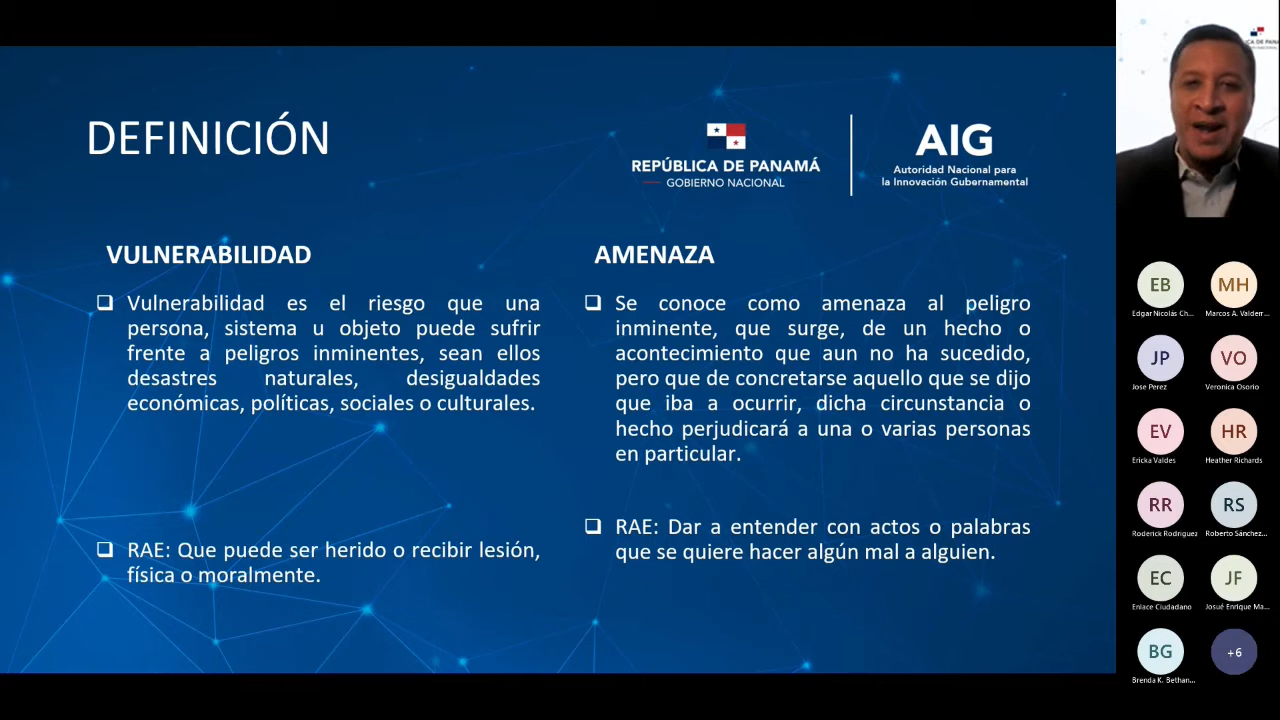 DEFINICIÓN
REPÚBLICA DE PANAMÁ
GOBIERNO NACIONAL
AIG
Autoridad Nacional para
la Innovación Gubernamental
VULNERABILIDAD
❑ Vulnerabilidad es el riesgo que una
persona, sistema u objeto puede sufrir
frente a peligros inminentes, sean ellos
desastres naturales, desigualdades
económicas, políticas, sociales o culturales.
❑ RAE: Que puede ser herido o recibir lesión,
física o moralmente.
AMENAZA
❑ Se conoce como amenaza al peligro
inminente, que surge, de un hecho o
acontecimiento que aun no ha sucedido,
pero que de concretarse aquello que se dijo
que iba a ocurrir, dicha circunstancia o
hecho perjudicará a una o varias personas
en particular.
❑ RAE: Dar a entender con actos o palabras
que se quiere hacer algún mal a alguien.
EB
Edgar Nicolás Ch...
MH
Marcos A. Valderr...
JP
Jose Perez
VO
Veronica Osorio
EV
Ericka Valdes
HR
Heather Richards
RR
Roderick Rodriguez
RS
Roberto Sánchez...
EC
Enlace Ciudadano
JF
Josué Enrique Ma...
BG
Brenda K. Bethan...
+6